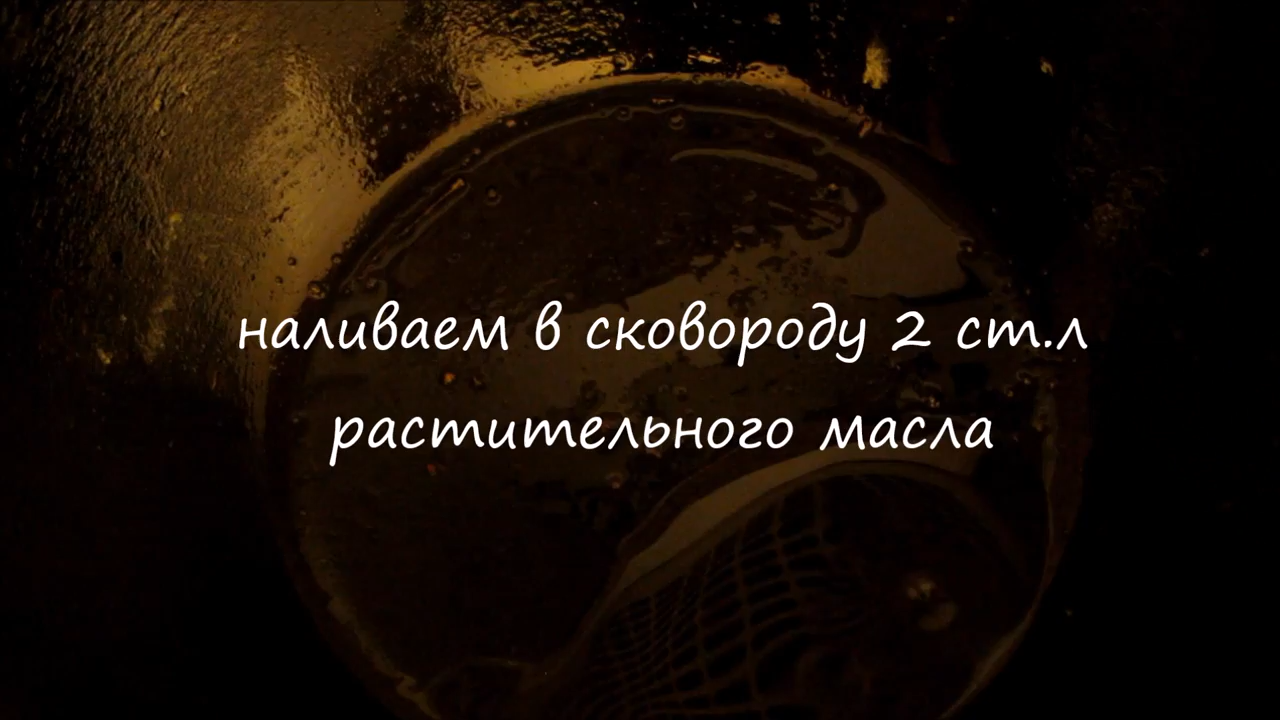 наливаем в сковороду 2 ст.л
растительного масла